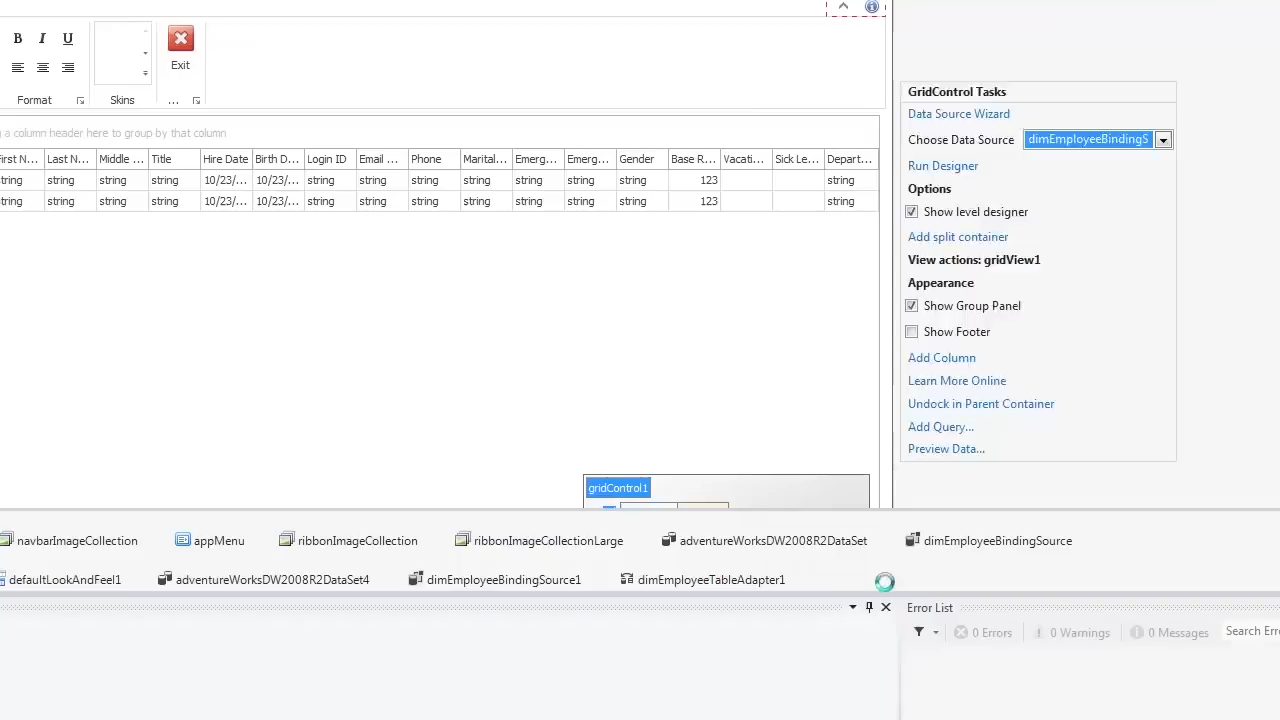 B I U
Exit
Format
Skins
...
a column header here to group by that column
First N... Last N... Middle ... Title Hire Date Birth D... Login ID Email ... Phone Marital... Emerg... Emerg... Gender Base R... Vacati... Sick Le... Depart...
string string string string 10/23/... 10/23/... string string string string string string string 123 string
string string string string 10/23/... 10/23/... string string string string string string string 123 string
gridControl1
GridControl Tasks
Data Source Wizard
Choose Data Source dimEmployeeBindingS
Run Designer
Options
Show level designer
Add split container
View actions: gridView1
Appearance
Show Group Panel
Show Footer
Add Column
Learn More Online
Undock in Parent Container
Add Query...
Preview Data...
navbarImageCollection appMenu ribbonImageCollection ribbonImageCollectionLarge adventureWorksDW2008R2DataSet dimEmployeeBindingSource
defaultLookAndFeel1 adventureWorksDW2008R2DataSet4 dimEmployeeBindingSource1 dimEmployeeTableAdapter1
Error List
0 Errors 0 Warnings 0 Messages Search Erro